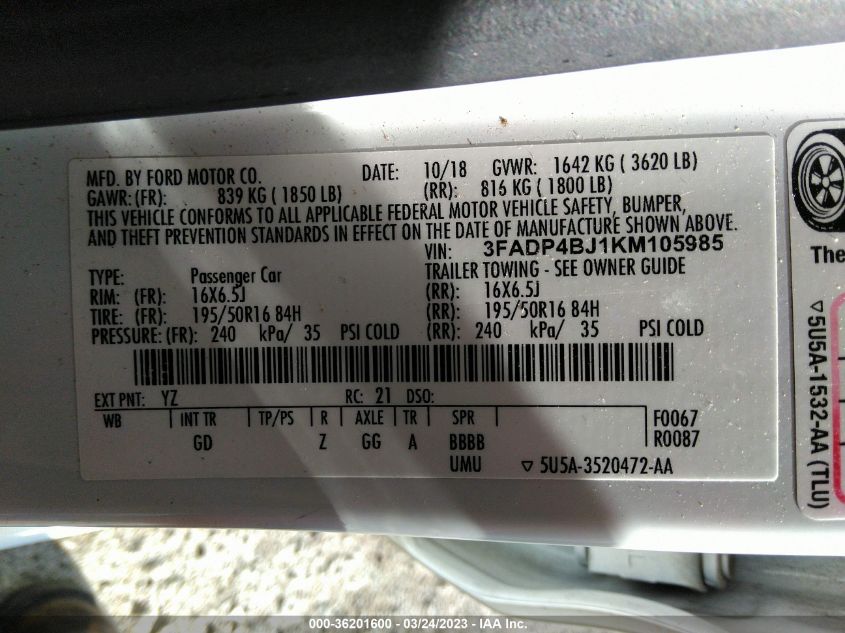 MFD. BY FORD MOTOR CO. DATE: 10/18 GVWR: 1642 KG ( 3620 LB)
GAWR: (FR): 839 KG ( 1850 LB) (RR): 816 KG ( 1800 LB)
THIS VEHICLE CONFORMS TO ALL APPLICABLE FEDERAL MOTOR VEHICLE SAFETY, BUMPER,
AND THEFT PREVENTION STANDARDS IN EFFECT ON THE DATE OF MANUFACTURE SHOWN ABOVE.
VIN: 3FADP4BJ1KM105985
TYPE: Passenger Car TRAILER TOWING - SEE OWNER GUIDE
RIM: (FR): 16X6.5J (RR): 16X6.5J
TIRE: (FR): 195/50R16 84H (RR): 195/50R16 84H
PRESSURE: (FR): 240 kPa/ 35 PSI COLD (RR): 240 kPa/ 35 PSI COLD
EXT PNT: YZ RC: 21 DSO:
WB INT TR TP/PS R AXLE TR SPR F0067
GD Z GG A BBBB R0087
UMU ▽ 5U5A-3520472-AA
The
▽ 5U5A-1532-AA (TLU)
000-36201600 - 03/24/2023 - IAA Inc.